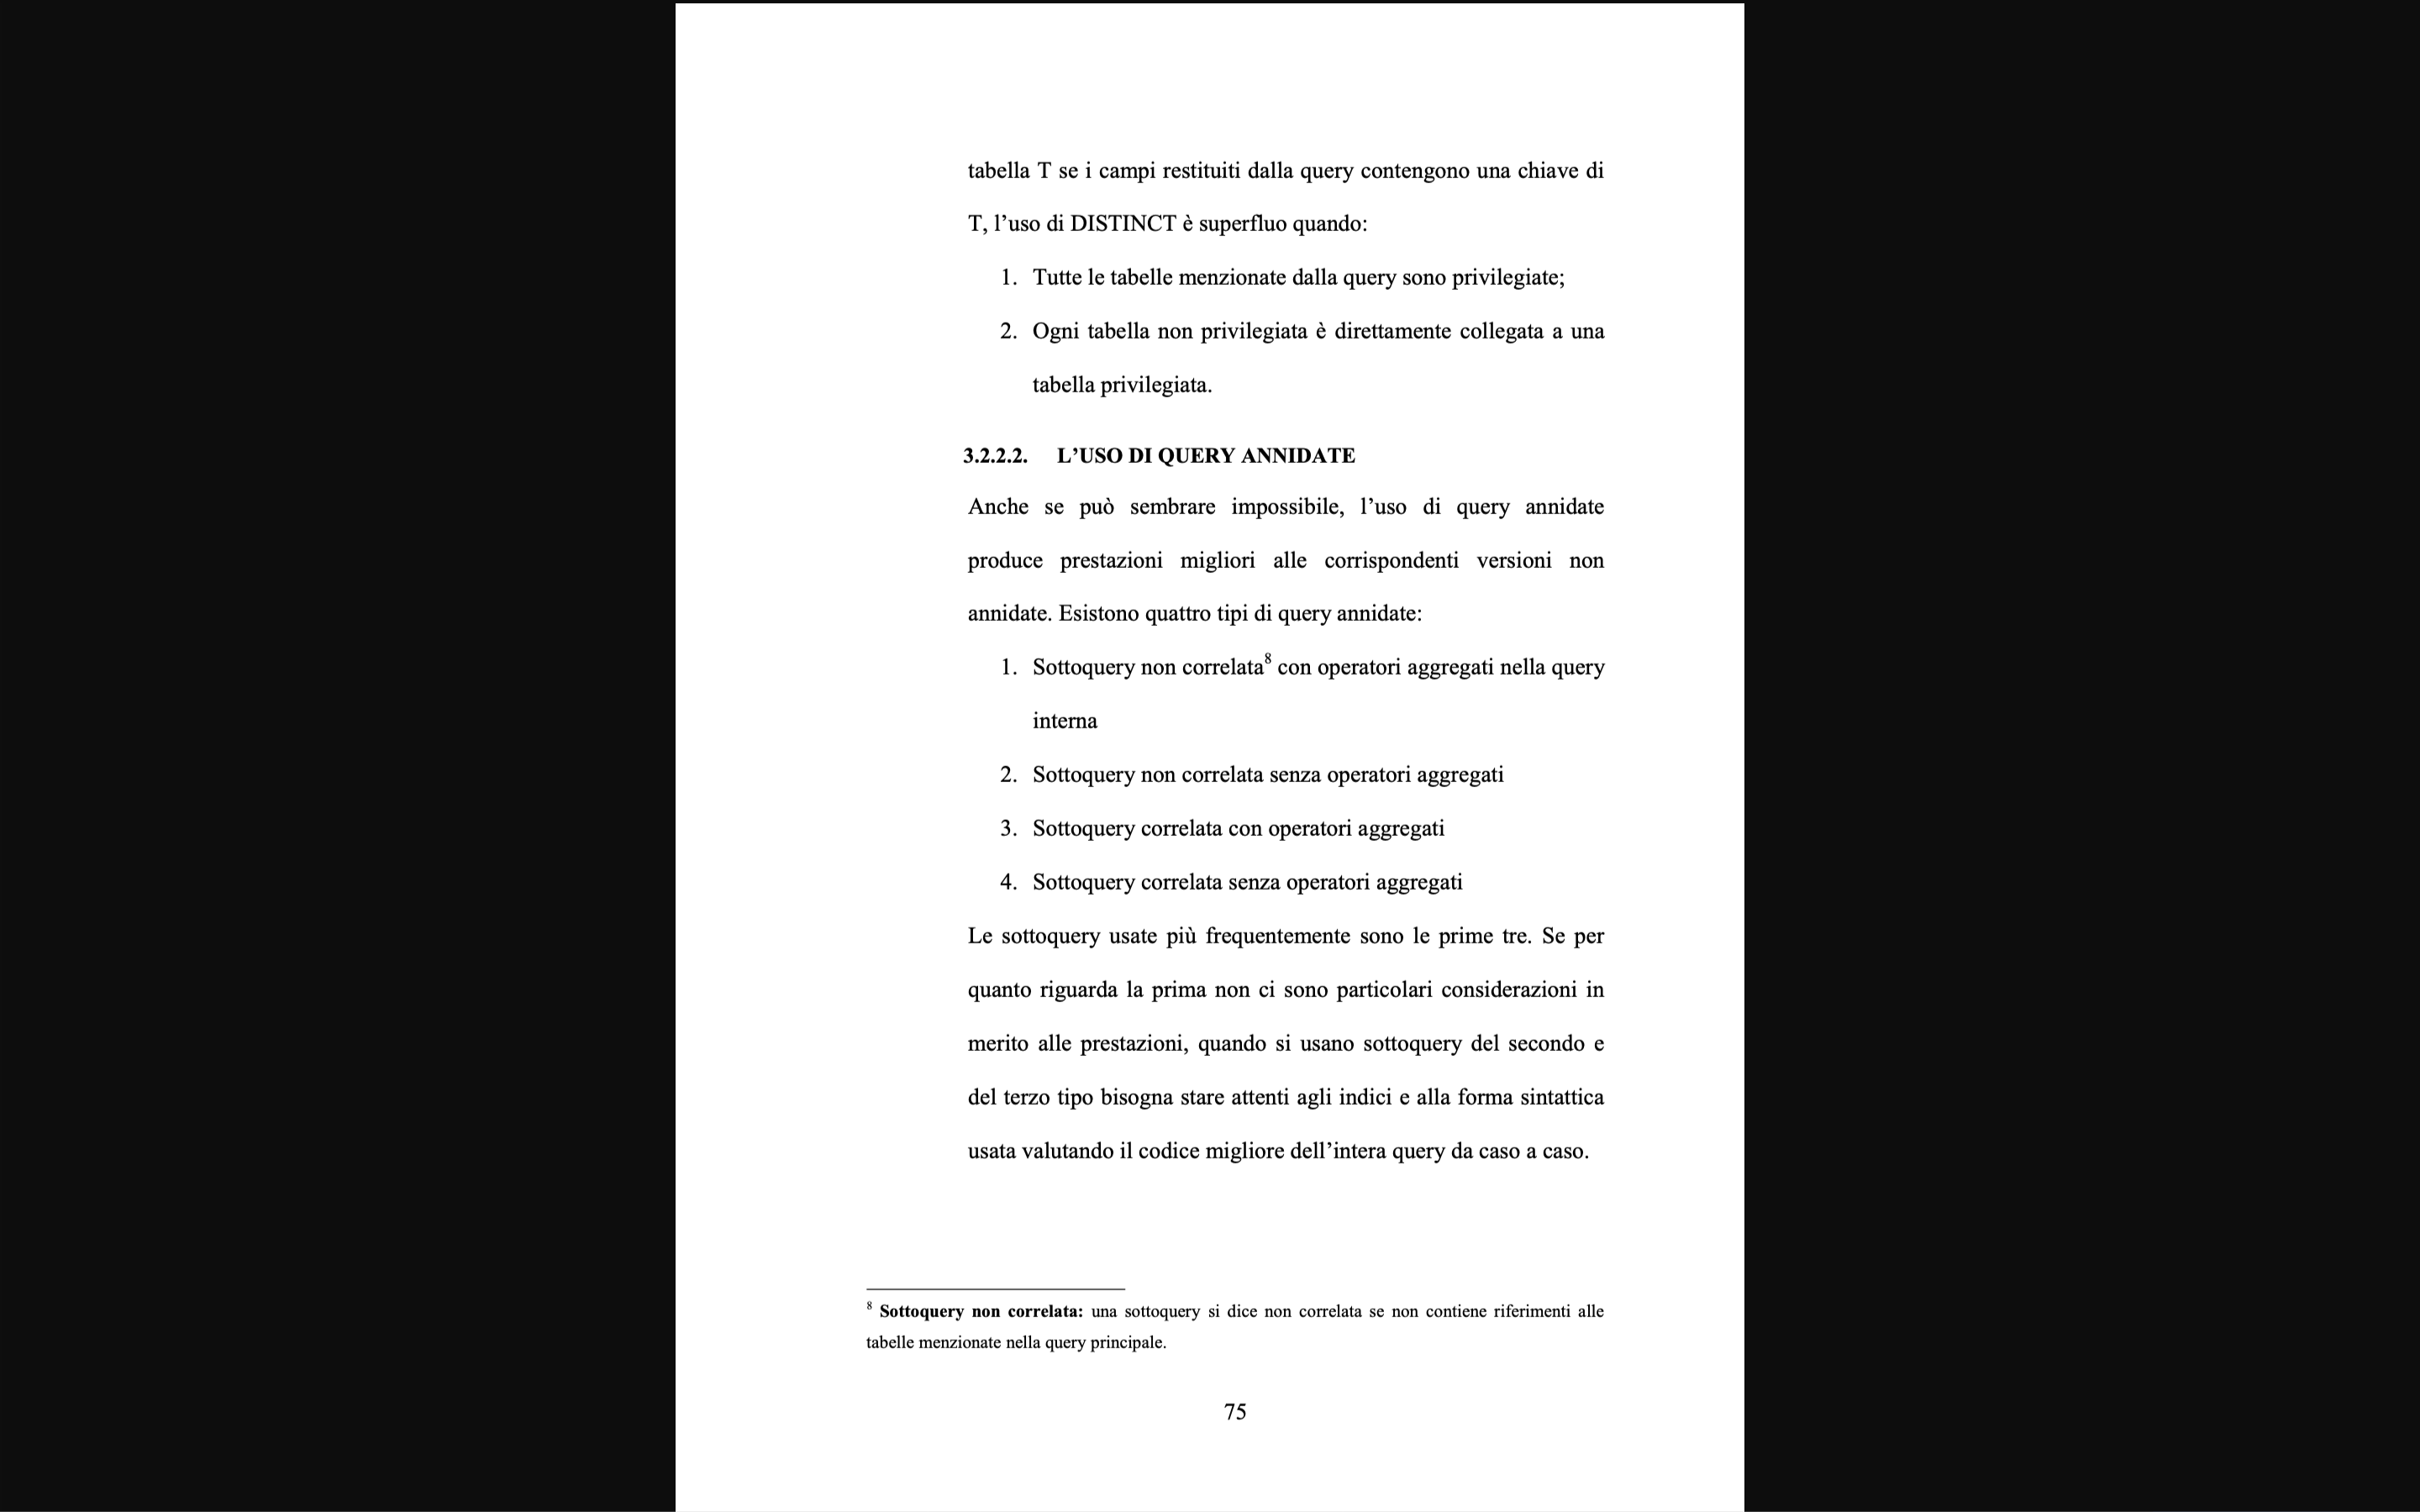 tabella T se i campi restituiti dalla query contengono una chiave di
T, l’uso di DISTINCT è superfluo quando:
1. Tutte le tabelle menzionate dalla query sono privilegiate;
2. Ogni tabella non privilegiata è direttamente collegata a una
tabella privilegiata.
3.2.2.2. L’USO DI QUERY ANNIDATE
Anche se può sembrare impossibile, l’uso di query annidate
produce prestazioni migliori alle corrispondenti versioni non
annidate. Esistono quattro tipi di query annidate:
1. Sottoquery non correlata⁸ con operatori aggregati nella query
interna
2. Sottoquery non correlata senza operatori aggregati
3. Sottoquery correlata con operatori aggregati
4. Sottoquery correlata senza operatori aggregati
Le sottoquery usate più frequentemente sono le prime tre. Se per
quanto riguarda la prima non ci sono particolari considerazioni in
merito alle prestazioni, quando si usano sottoquery del secondo e
del terzo tipo bisogna stare attenti agli indici e alla forma sintattica
usata valutando il codice migliore dell’intera query da caso a caso.
⁸ Sottoquery non correlata: una sottoquery si dice non correlata se non contiene riferimenti alle
tabelle menzionate nella query principale.
75